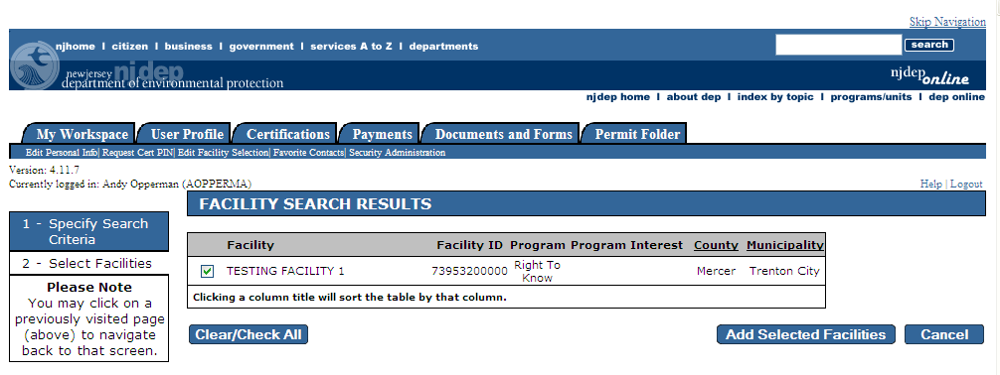 Skip Navigation
njhome l citizen l business l government l services A to Z l departments
search
newjersey njdep
department of environmental protection
njdep online
njdep home l about dep l index by topic l programs/units l dep online
My Workspace User Profile Certifications Payments Documents and Forms Permit Folder
Edit Personal Info| Request Cert PIN| Edit Facility Selection| Favorite Contacts| Security Administration
Version: 4.11.7
Currently logged in: Andy Opperman (AOPPERMA)
Help | Logout
FACILITY SEARCH RESULTS
1 - Specify Search
Criteria
2 - Select Facilities
Please Note
You may click on a
previously visited page
(above) to navigate
back to that screen.
Facility Facility ID Program Program Interest County Municipality
TESTING FACILITY 1 73953200000 Right To Know Mercer Trenton City
Clicking a column title will sort the table by that column.
Clear/Check All Add Selected Facilities Cancel